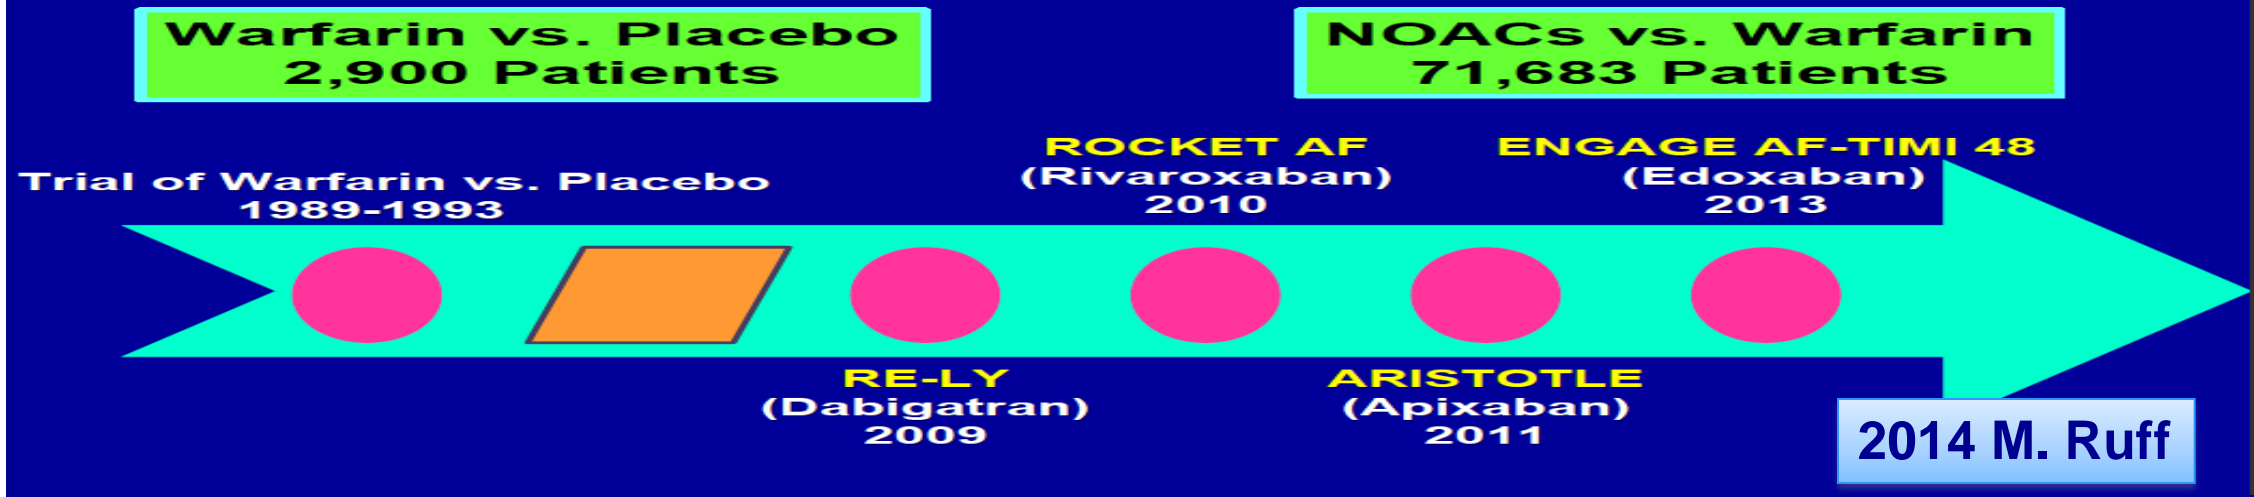 Warfarin vs. Placebo
2,900 Patients
NOACs vs. Warfarin
71,683 Patients
Trial of Warfarin vs. Placebo
1989-1993
ROCKET AF
(Rivaroxaban)
2010
ENGAGE AF-TIMI 48
(Edoxaban)
2013
RE-LY
(Dabigatran)
2009
ARISTOTLE
(Apixaban)
2011
2014 M. Ruff